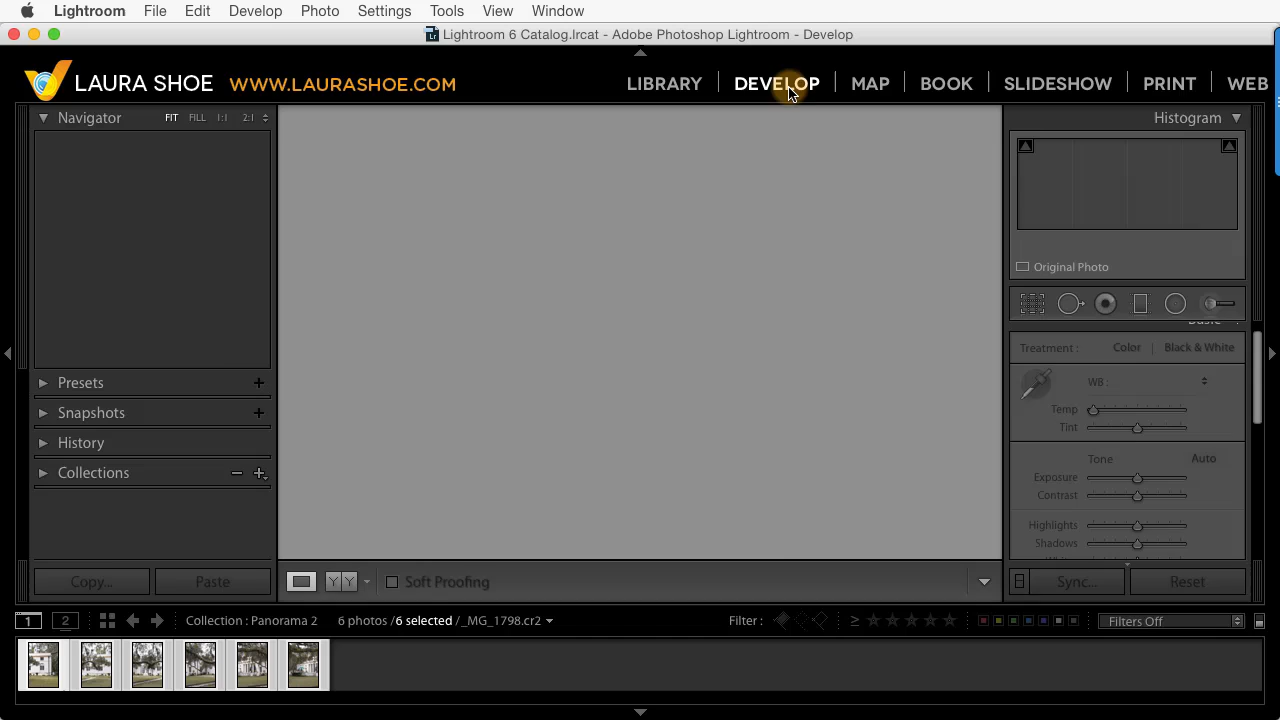 Lightroom File Edit Develop Photo Settings Tools View Window
Lightroom 6 Catalog.lrcat - Adobe Photoshop Lightroom - Develop
LAURA SHOE WWW.LAURASHOE.COM
LIBRARY DEVELOP MAP BOOK SLIDESHOW PRINT WEB
Navigator FIT FILL 1:1 2:1
Histogram
Original Photo
Basic
Treatment : Color Black & White
WB :
Temp
Tint
Tone Auto
Exposure
Contrast
Highlights
Shadows
Presets
Snapshots
History
Collections
Copy... Paste
YY Soft Proofing
Sync... Reset
1 2 Collection : Panorama 2 6 photos /6 selected /_MG_1798.cr2 Filter : ≥ Filters Off